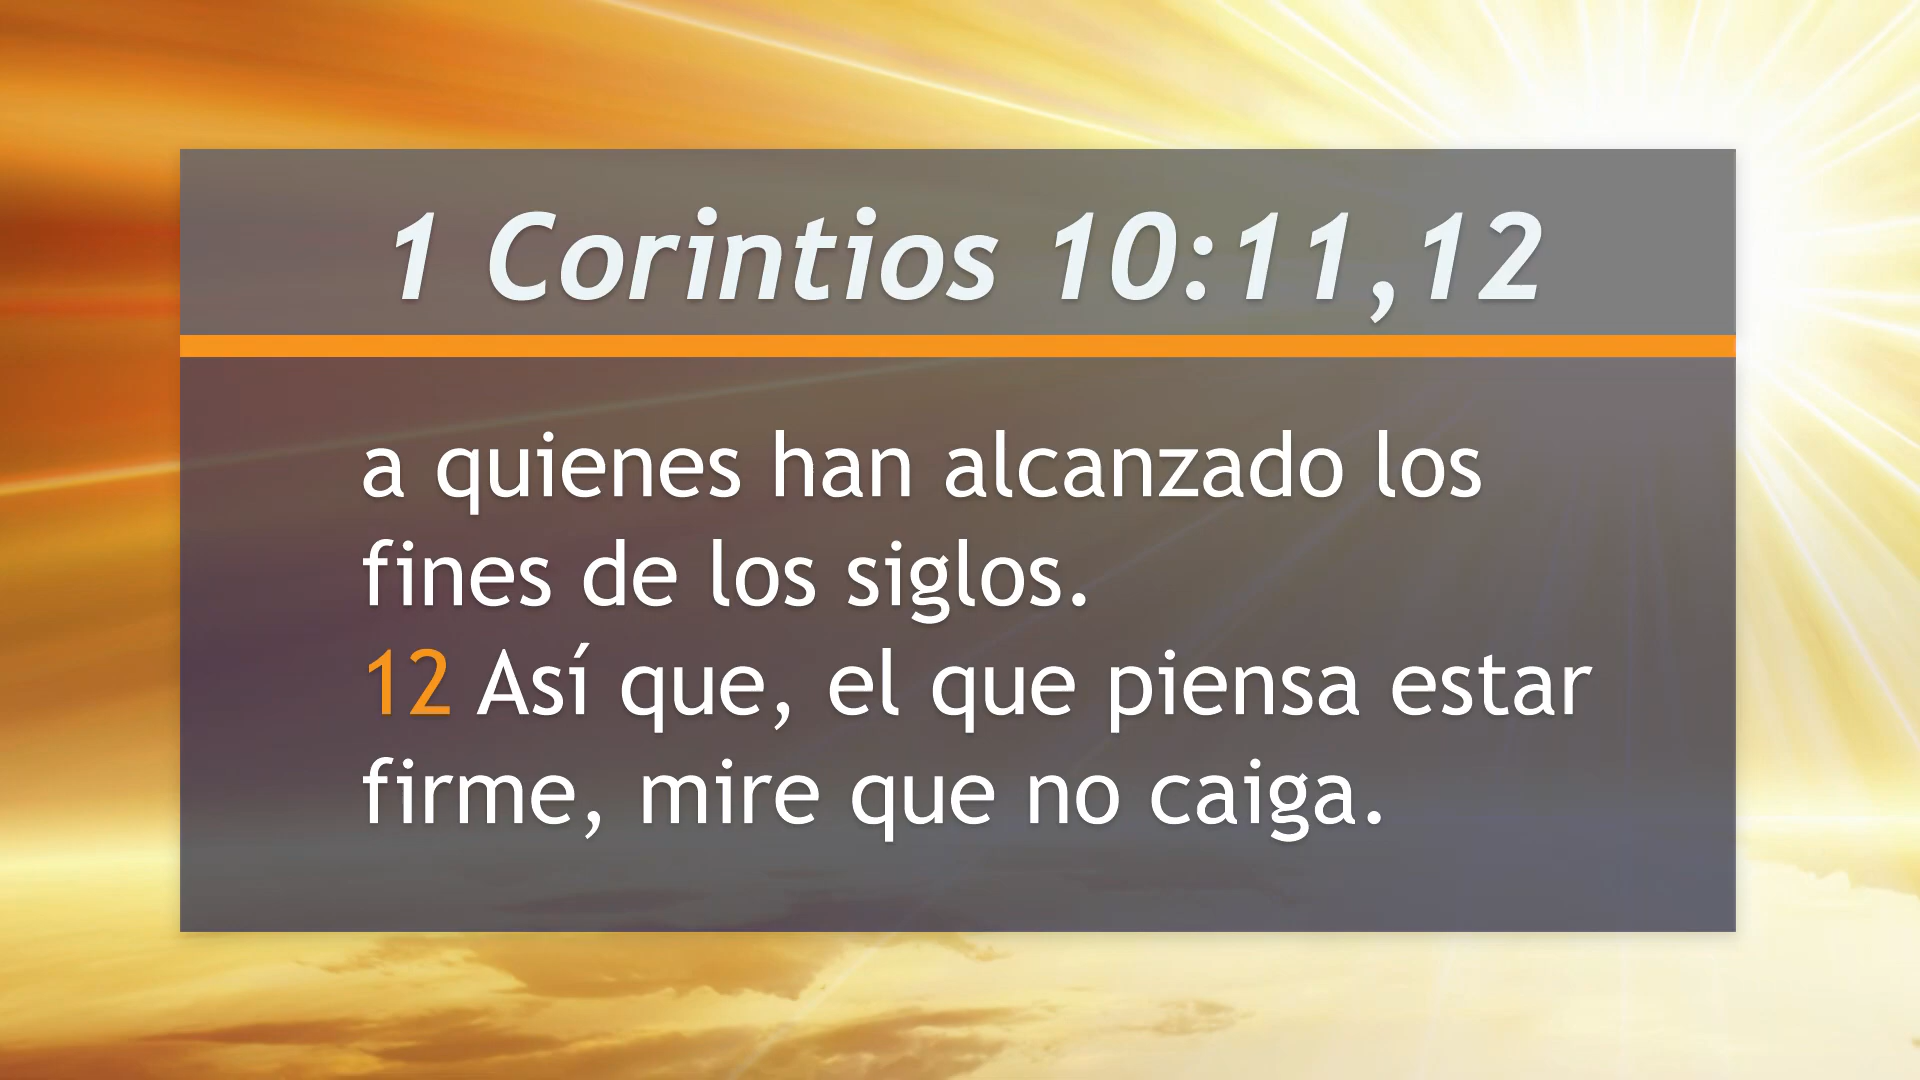 1 Corintios 10:11,12
a quienes han alcanzado los
fines de los siglos.
12 Así que, el que piensa estar
firme, mire que no caiga.